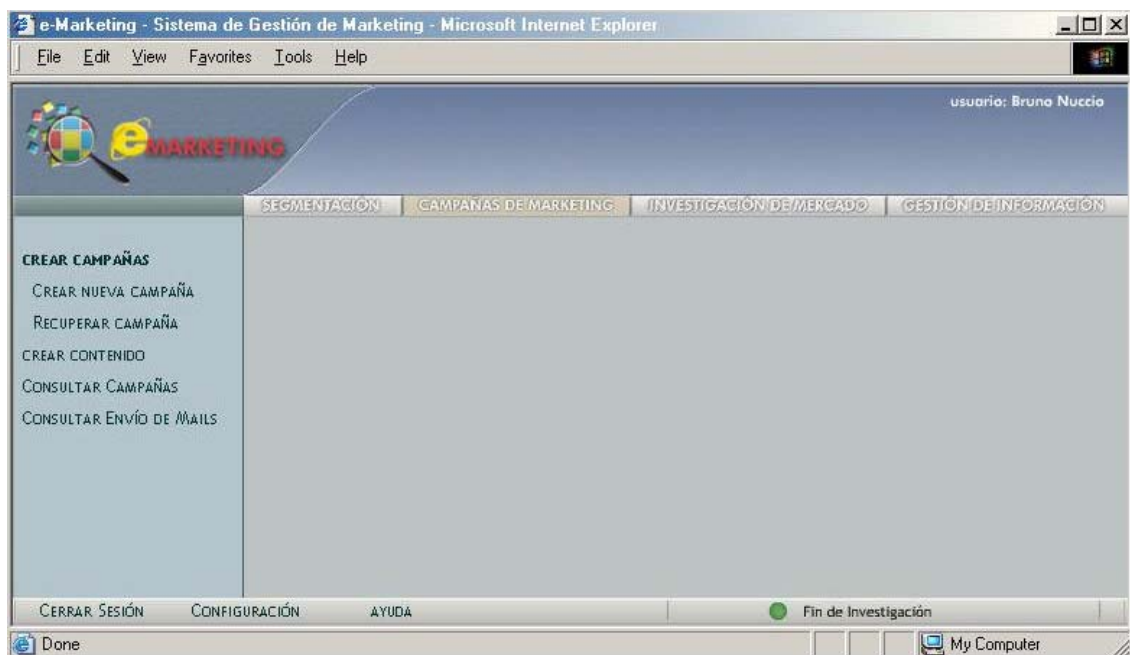 e-Marketing - Sistema de Gestión de Marketing - Microsoft Internet Explorer
File Edit View Favorites Tools Help
usuario: Bruno Nuccio
eMARKETING
SEGMENTACIÓN CAMPAÑAS DE MARKETING INVESTIGACIÓN DE MERCADO GESTIÓN DE INFORMACIÓN
CREAR CAMPAÑAS
CREAR NUEVA CAMPAÑA
RECUPERAR CAMPAÑA
CREAR CONTENIDO
CONSULTAR CAMPAÑAS
CONSULTAR ENVÍO DE MAILS
CERRAR SESIÓN CONFIGURACIÓN AYUDA Fin de Investigación
Done My Computer